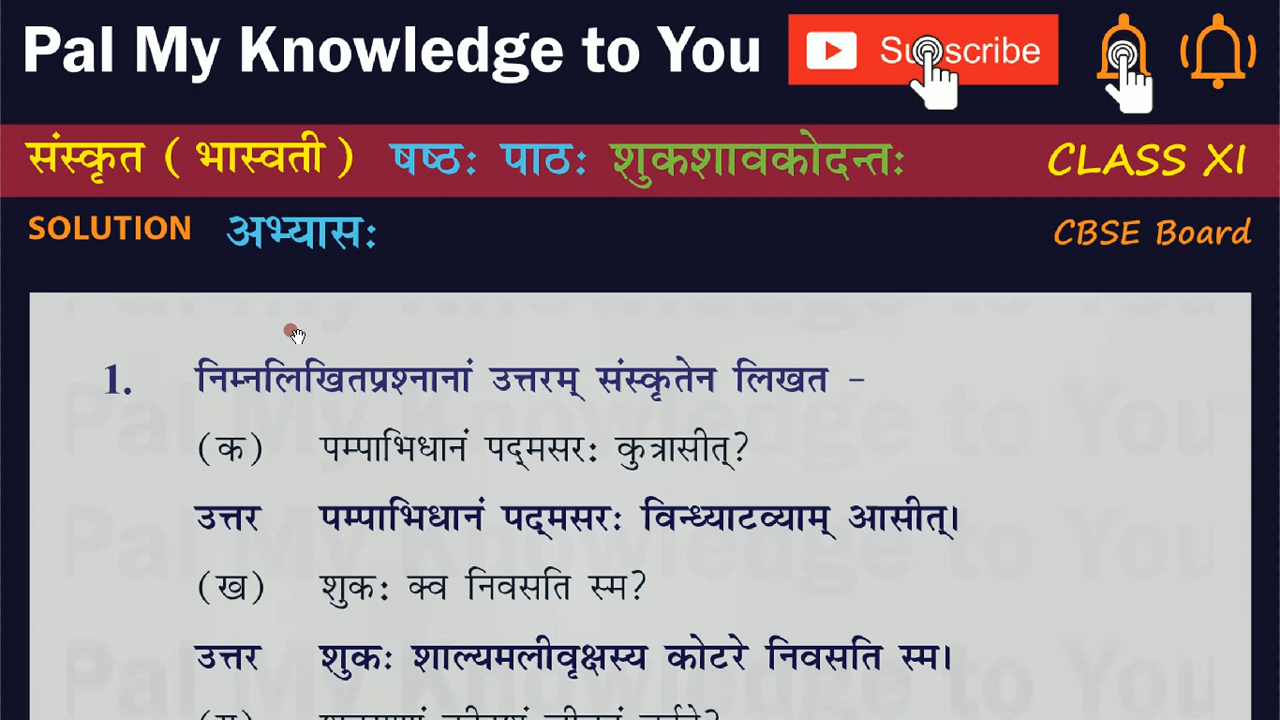 Pal My Knowledge to You
Subscribe
संस्कृत ( भास्वती ) षष्ठः पाठः शुकशावकोदन्तः CLASS XI
SOLUTION अभ्यासः CBSE Board
1. निम्नलिखितप्रश्नानां उत्तरम् संस्कृतेन लिखत -
(क) पम्पाभिधानं पद्‌मसरः कुत्रासीत्?
उत्तर पम्पाभिधानं पद्‌मसरः विन्ध्याटव्याम् आसीत्।
(ख) शुकः क्व निवसति स्म?
उत्तर शुकः शाल्यमलीवृक्षस्य कोटरे निवसति स्म।